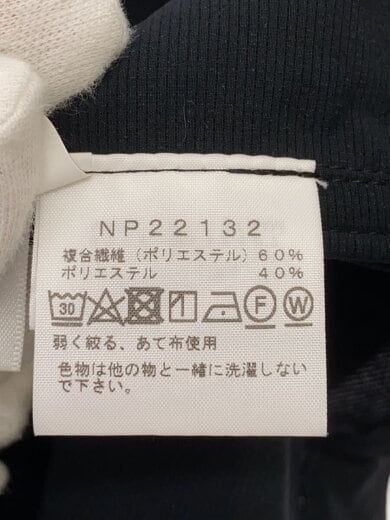 NP22132
複合繊維（ポリエステル）60%
ポリエステル 40%
30 F W
弱く絞る、あて布使用
色物は他の物と一緒に洗濯しない
で下さい。